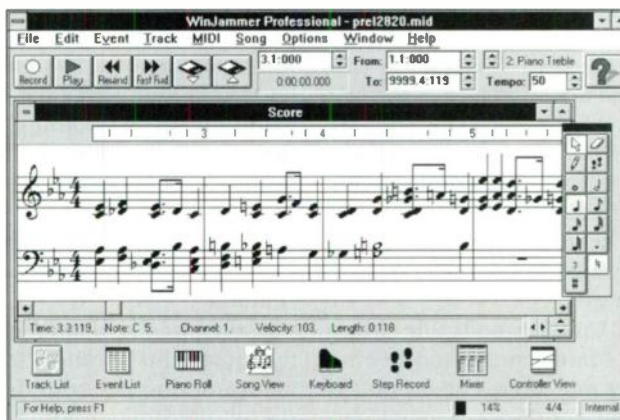 WinJammer Professional - prel2820.mid
File Edit Event Track MIDI Song Options Window Help
3.1:000 From: 1.1:000 2: Piano Treble
Record Play Rewind Fast Fwd 0:00:00.000 To: 9999.4:119 Tempo: 50
Score
3 4 5
Time: 3.3:119, Note: C 5, Channel: 1, Velocity: 103, Length: 0:118
Track List Event List Piano Roll Song View Keyboard Step Record Mixer Controller View
For Help, press F1 14% 4/4 Internal